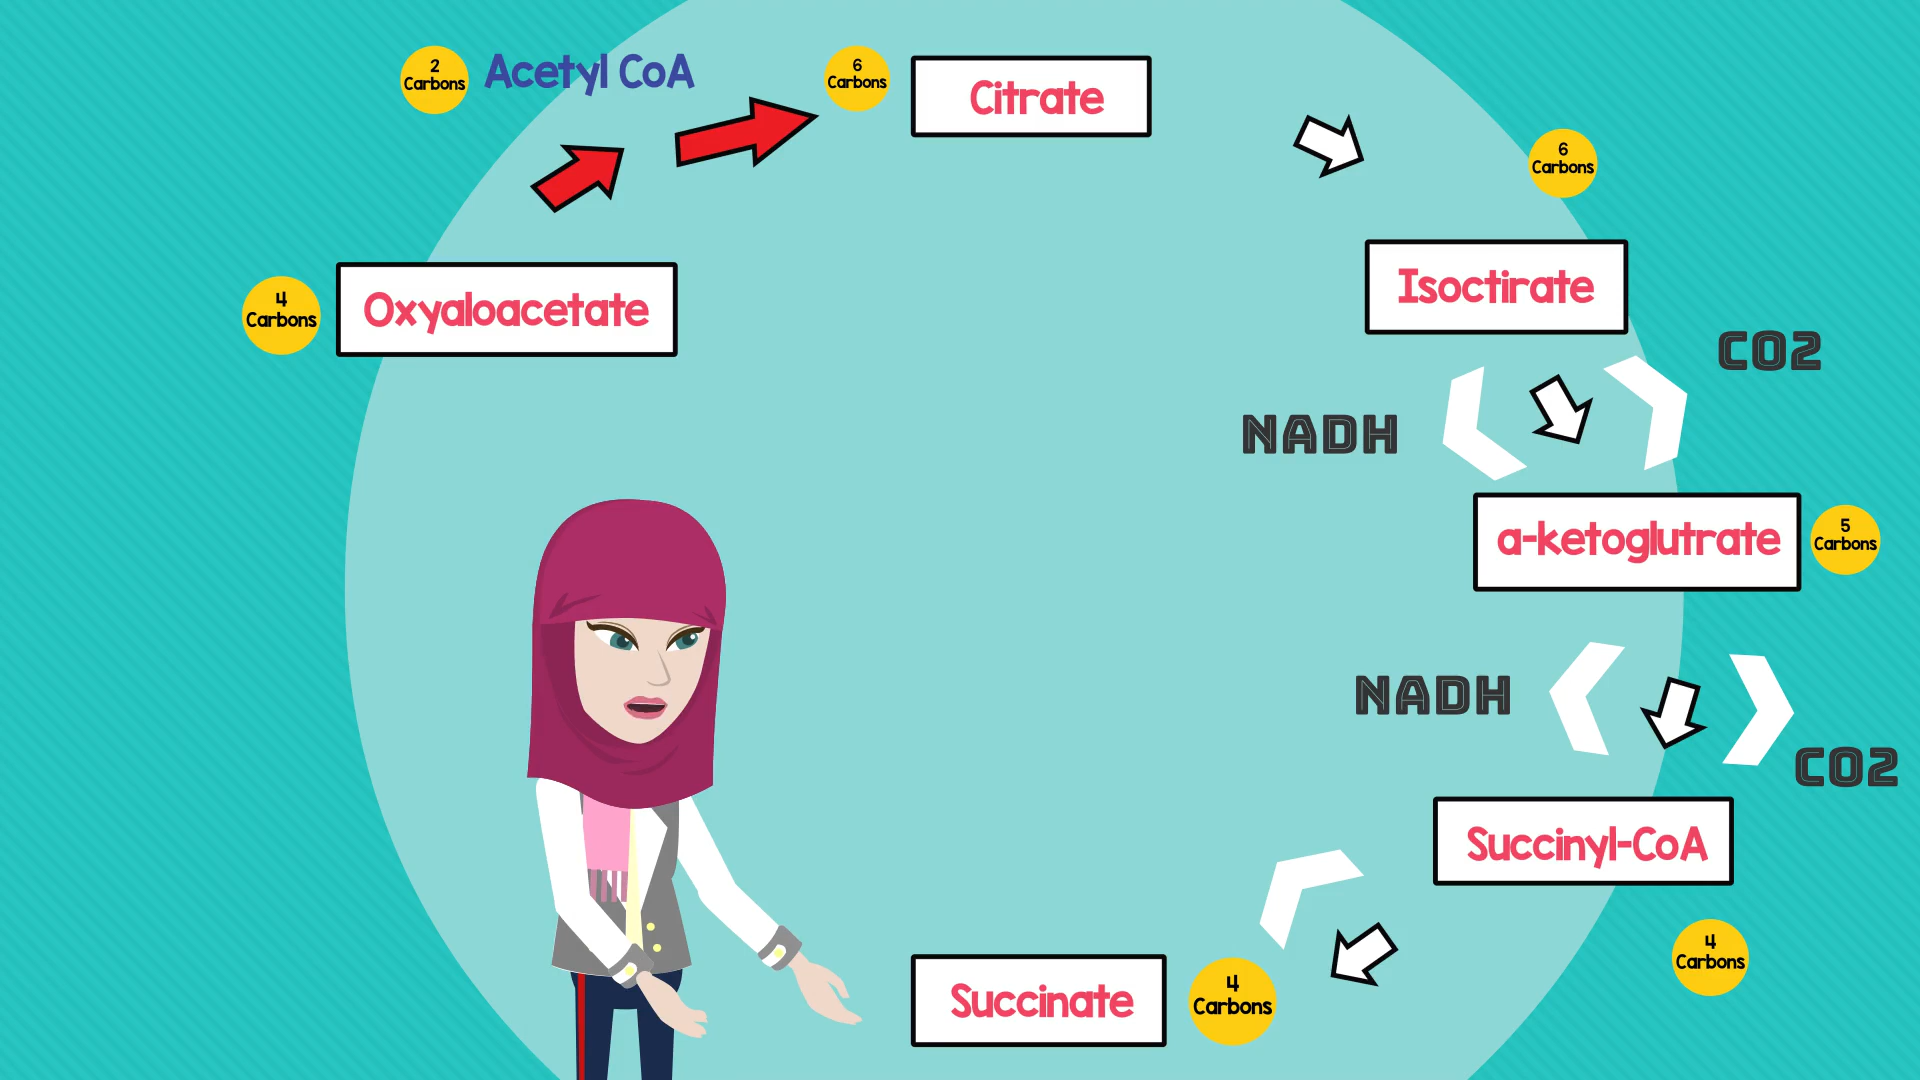 2
Carbons
Acetyl CoA
6
Carbons
Citrate
6
Carbons
4
Carbons
Oxyaloacetate
Isoctirate
CO2
NADH
a-ketoglutrate
5
Carbons
NADH
CO2
Succinyl-CoA
4
Carbons
Succinate
4
Carbons